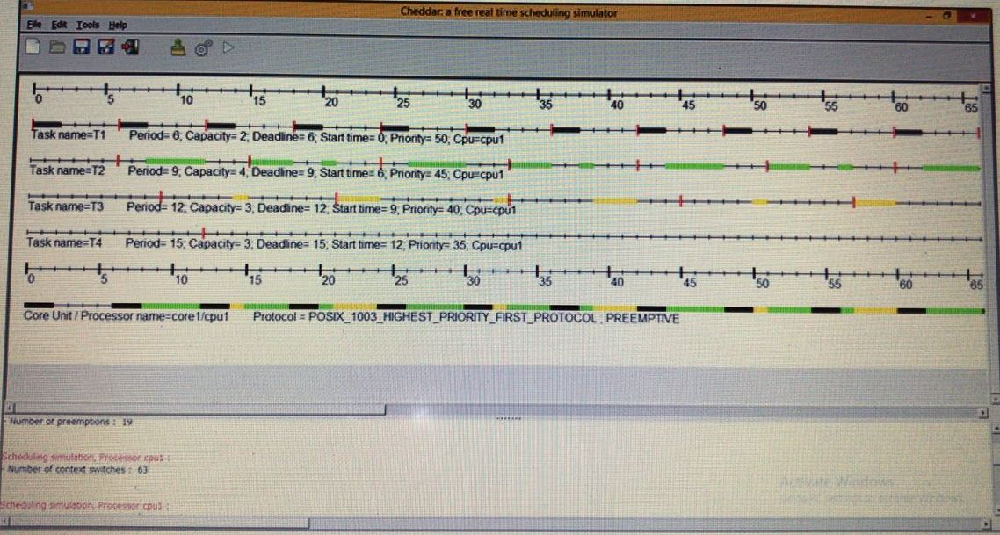 Cheddar: a free real time scheduling simulator
File Edit Tools Help
0 5 10 15 20 25 30 35 40 45 50 55 60 65
Task name=T1 Period= 6; Capacity= 2; Deadline= 6; Start time= 0; Priority= 50; Cpu=cpu1
Task name=T2 Period= 9; Capacity= 4; Deadline= 9; Start time= 6; Priority= 45; Cpu=cpu1
Task name=T3 Period= 12; Capacity= 3; Deadline= 12; Start time= 9; Priority= 40; Cpu=cpu1
Task name=T4 Period= 15; Capacity= 3; Deadline= 15; Start time= 12; Priority= 35; Cpu=cpu1
0 5 10 15 20 25 30 35 40 45 50 55 60 65
Core Unit / Processor name=core1/cpu1 Protocol = POSIX_1003_HIGHEST_PRIORITY_FIRST_PROTOCOL , PREEMPTIVE
- Number of preemptions : 19
Scheduling simulation, Processor cpu1 :
- Number of context switches : 63
Scheduling simulation, Processor cpu1 :
Activate Windows